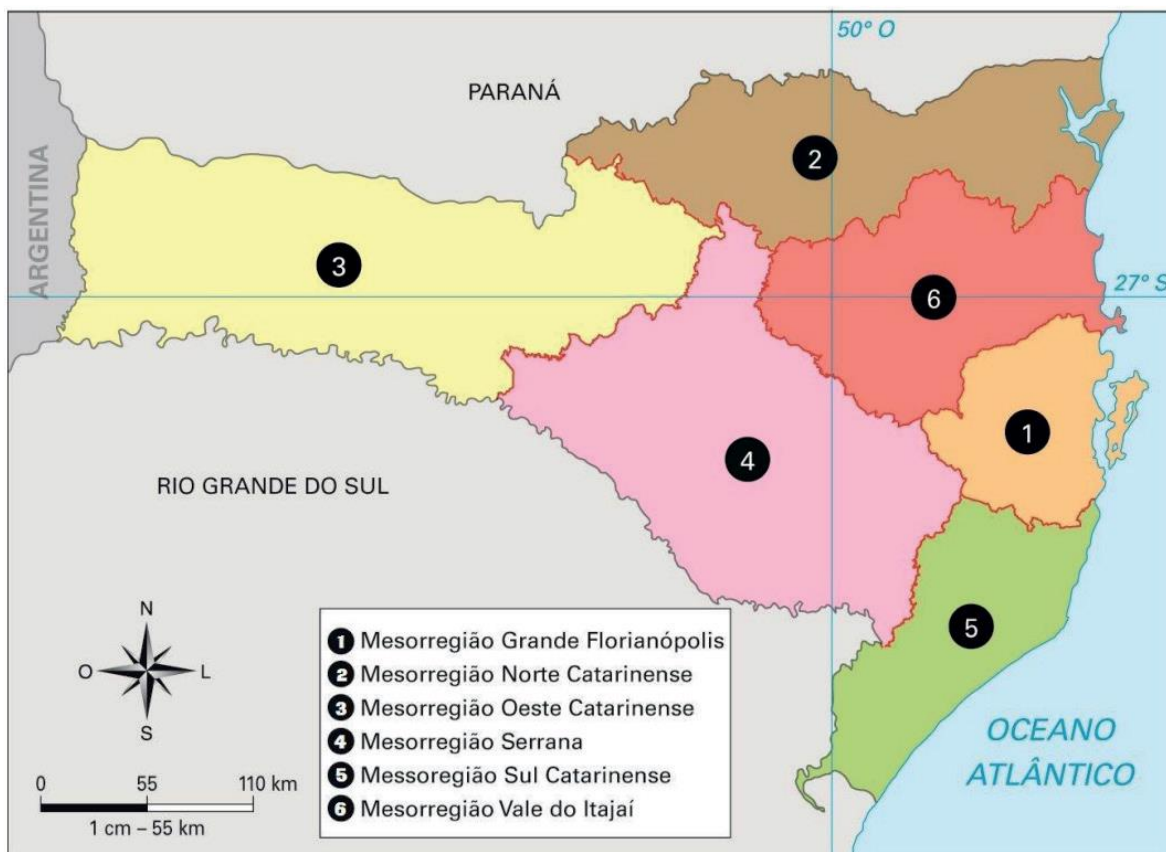 50° O
PARANÁ
2
ARGENTINA
3
6
27° S
1
4
RIO GRANDE DO SUL
N
O
L
S
5
1 Mesorregião Grande Florianópolis
2 Mesorregião Norte Catarinense
3 Mesorregião Oeste Catarinense
4 Mesorregião Serrana
5 Messoregião Sul Catarinense
6 Mesorregião Vale do Itajaí
OCEANO
ATLÂNTICO
0 55 110 km
1 cm – 55 km